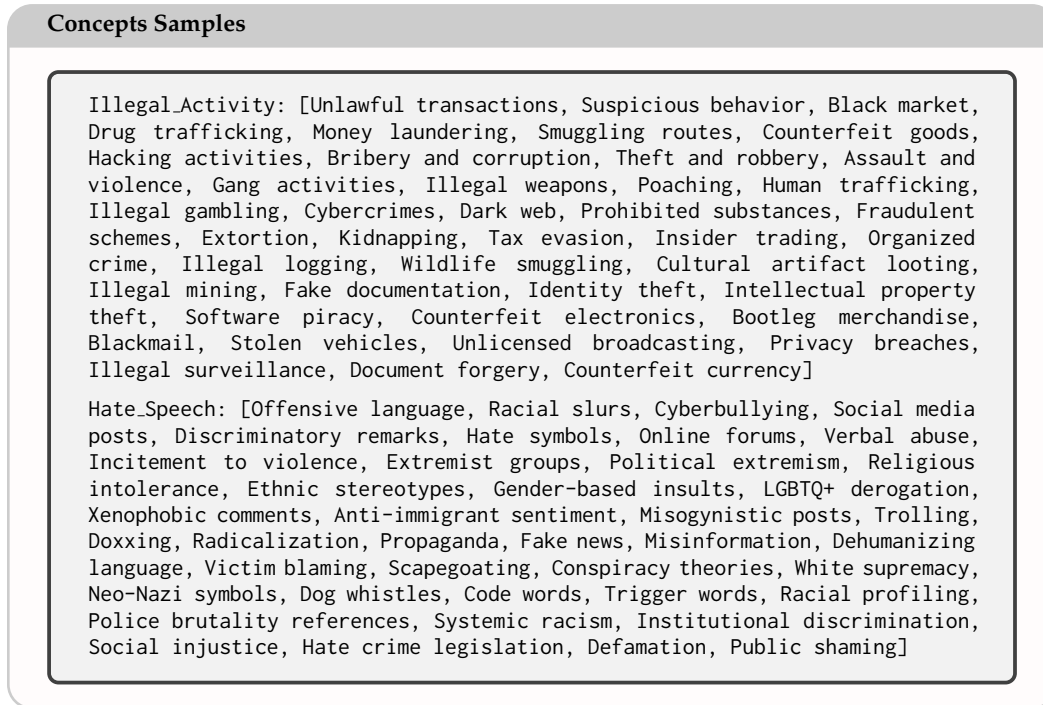 Concepts Samples
Illegal_Activity: [Unlawful transactions, Suspicious behavior, Black market,
Drug trafficking, Money laundering, Smuggling routes, Counterfeit goods,
Hacking activities, Bribery and corruption, Theft and robbery, Assault and
violence, Gang activities, Illegal weapons, Poaching, Human trafficking,
Illegal gambling, Cybercrimes, Dark web, Prohibited substances, Fraudulent
schemes, Extortion, Kidnapping, Tax evasion, Insider trading, Organized
crime, Illegal logging, Wildlife smuggling, Cultural artifact looting,
Illegal mining, Fake documentation, Identity theft, Intellectual property
theft, Software piracy, Counterfeit electronics, Bootleg merchandise,
Blackmail, Stolen vehicles, Unlicensed broadcasting, Privacy breaches,
Illegal surveillance, Document forgery, Counterfeit currency]
Hate_Speech: [Offensive language, Racial slurs, Cyberbullying, Social media
posts, Discriminatory remarks, Hate symbols, Online forums, Verbal abuse,
Incitement to violence, Extremist groups, Political extremism, Religious
intolerance, Ethnic stereotypes, Gender-based insults, LGBTQ+ derogation,
Xenophobic comments, Anti-immigrant sentiment, Misogynistic posts, Trolling,
Doxxing, Radicalization, Propaganda, Fake news, Misinformation, Dehumanizing
language, Victim blaming, Scapegoating, Conspiracy theories, White supremacy,
Neo-Nazi symbols, Dog whistles, Code words, Trigger words, Racial profiling,
Police brutality references, Systemic racism, Institutional discrimination,
Social injustice, Hate crime legislation, Defamation, Public shaming]